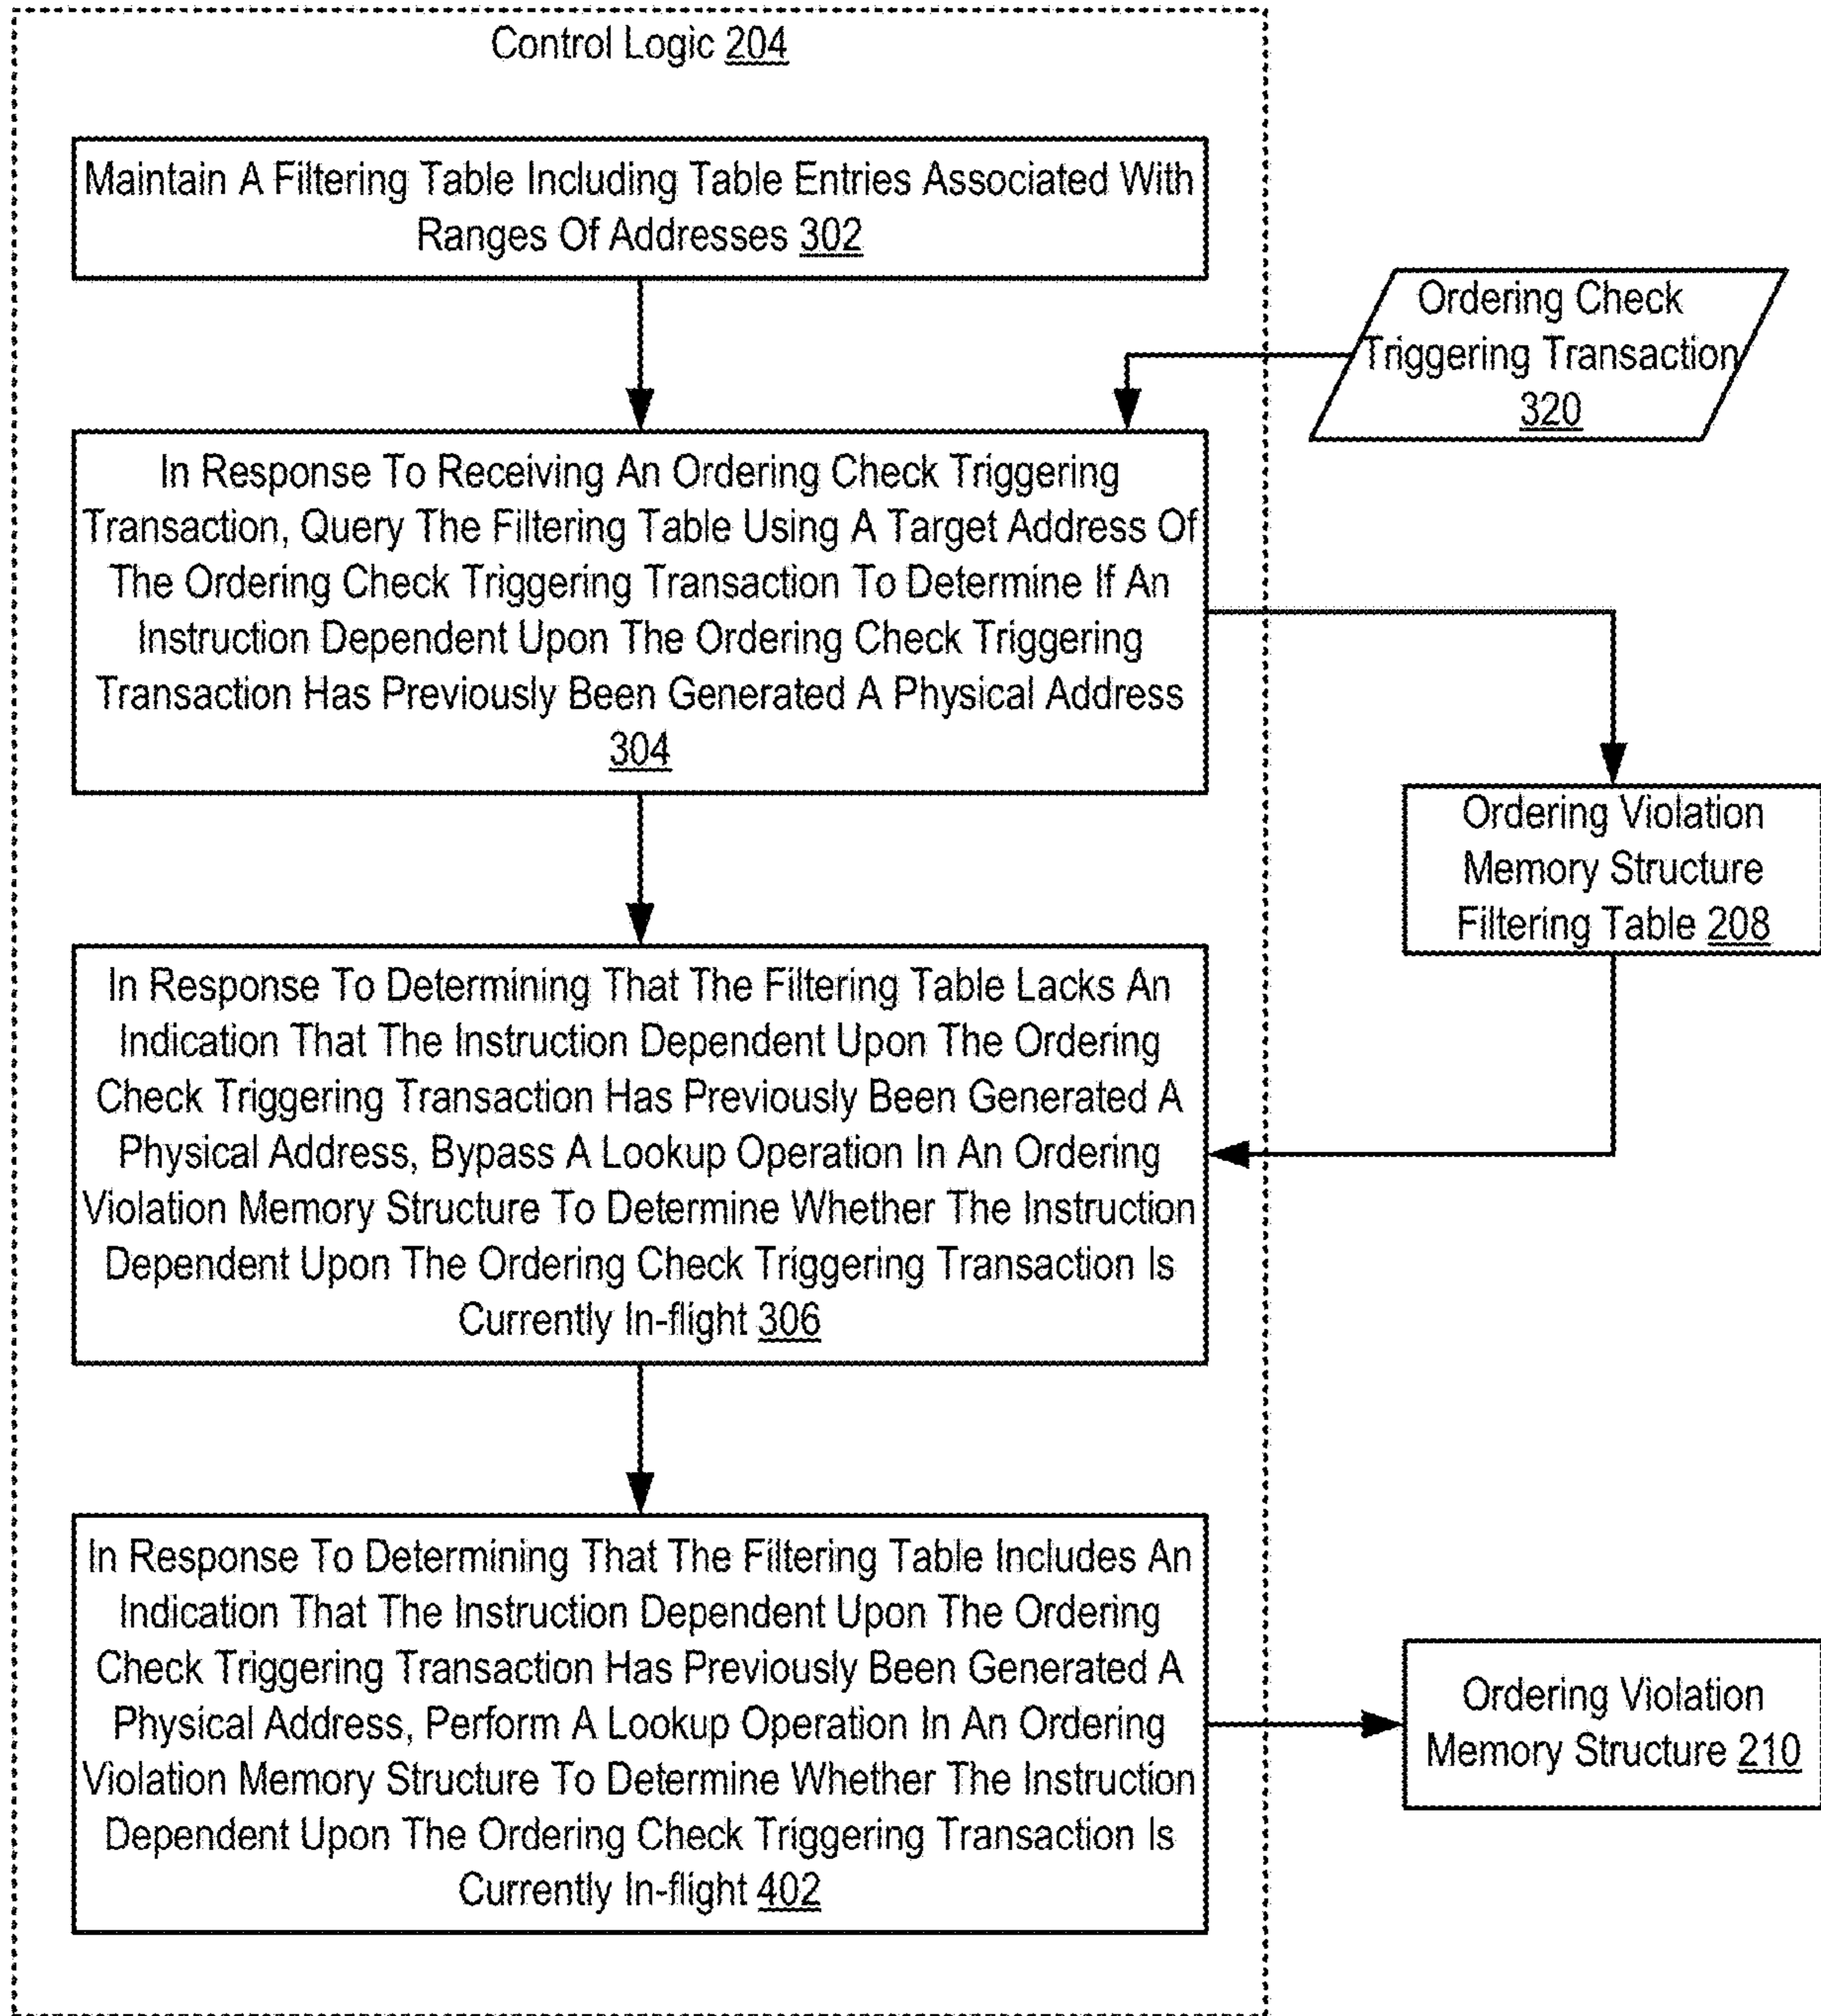 Control Logic 204
Maintain A Filtering Table Including Table Entries Associated With
Ranges Of Addresses 302
Ordering Check
Triggering Transaction
320
In Response To Receiving An Ordering Check Triggering
Transaction, Query The Filtering Table Using A Target Address Of
The Ordering Check Triggering Transaction To Determine If An
Instruction Dependent Upon The Ordering Check Triggering
Transaction Has Previously Been Generated A Physical Address
304
Ordering Violation
Memory Structure
Filtering Table 208
In Response To Determining That The Filtering Table Lacks An
Indication That The Instruction Dependent Upon The Ordering
Check Triggering Transaction Has Previously Been Generated A
Physical Address, Bypass A Lookup Operation In An Ordering
Violation Memory Structure To Determine Whether The Instruction
Dependent Upon The Ordering Check Triggering Transaction Is
Currently In-flight 306
In Response To Determining That The Filtering Table Includes An
Indication That The Instruction Dependent Upon The Ordering
Check Triggering Transaction Has Previously Been Generated A
Physical Address, Perform A Lookup Operation In An Ordering
Violation Memory Structure To Determine Whether The Instruction
Dependent Upon The Ordering Check Triggering Transaction Is
Currently In-flight 402
Ordering Violation
Memory Structure 210